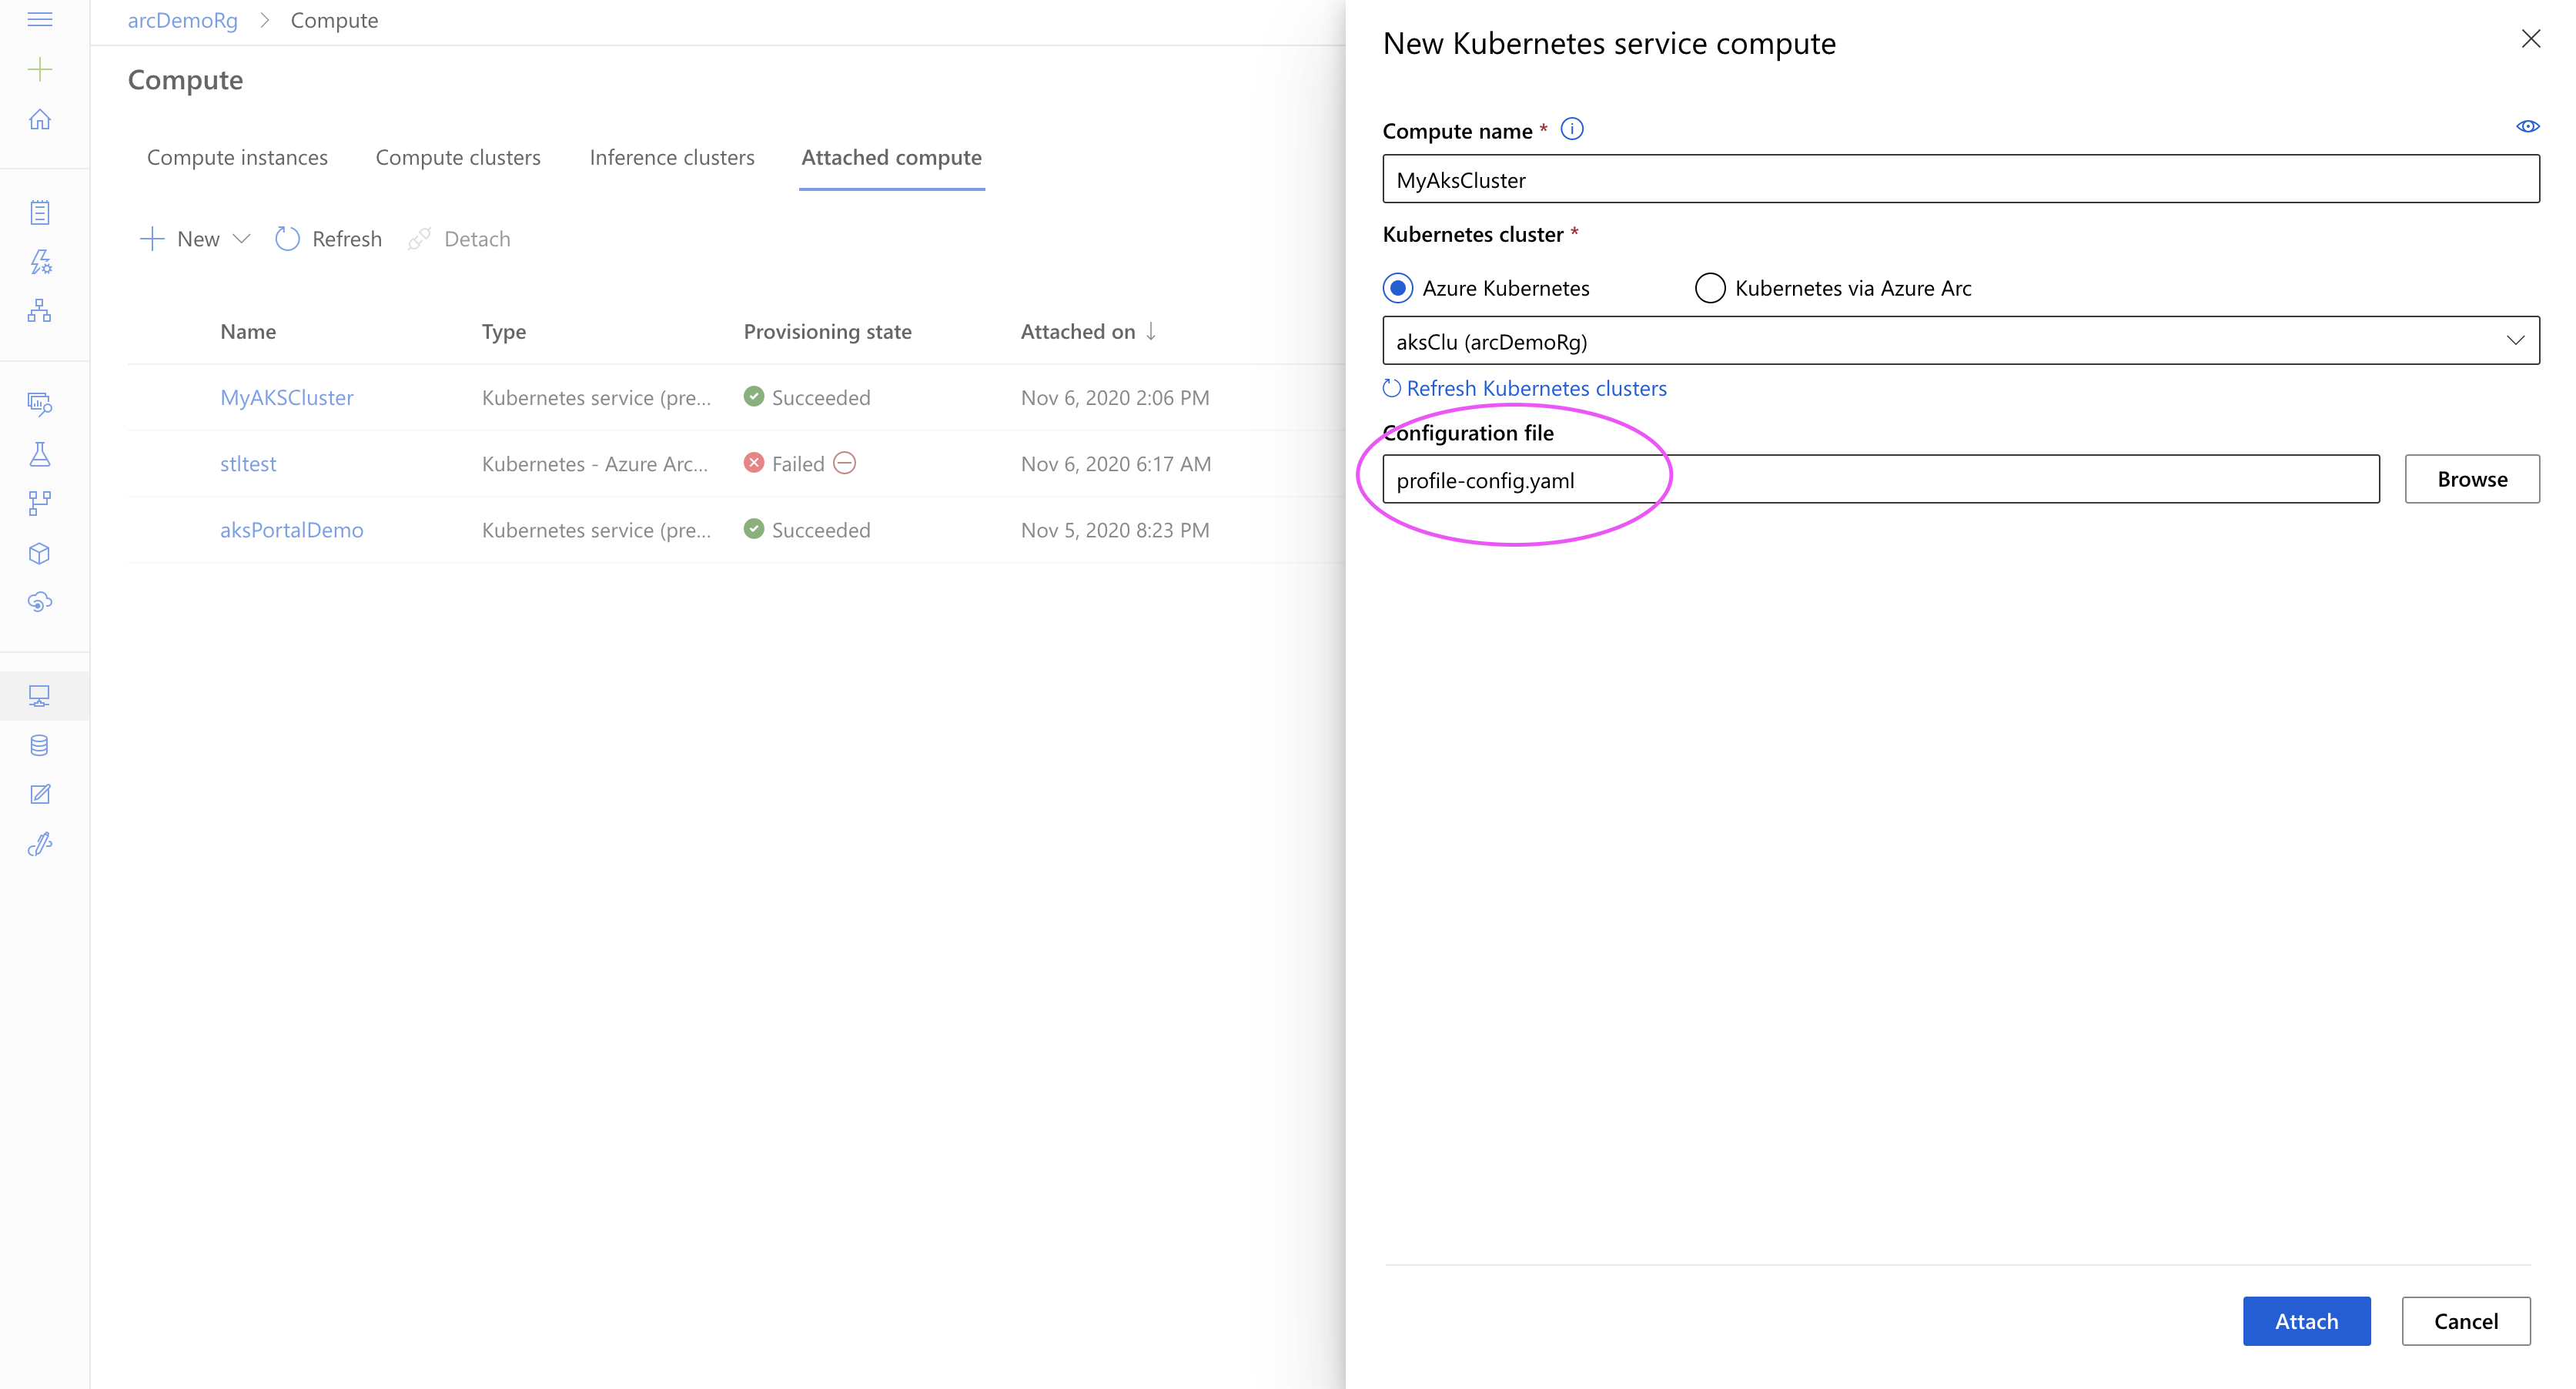 arcDemoRg > Compute
Compute
Compute instances Compute clusters Inference clusters Attached compute
New Refresh Detach
Name Type Provisioning state Attached on ↓
MyAKSCluster Kubernetes service (pre... Succeeded Nov 6, 2020 2:06 PM
stltest Kubernetes - Azure Arc... Failed Nov 6, 2020 6:17 AM
aksPortalDemo Kubernetes service (pre... Succeeded Nov 5, 2020 8:23 PM
New Kubernetes service compute
Compute name *
MyAksCluster
Kubernetes cluster *
Azure Kubernetes Kubernetes via Azure Arc
aksClu (arcDemoRg)
Refresh Kubernetes clusters
Configuration file
profile-config.yaml Browse
Attach Cancel